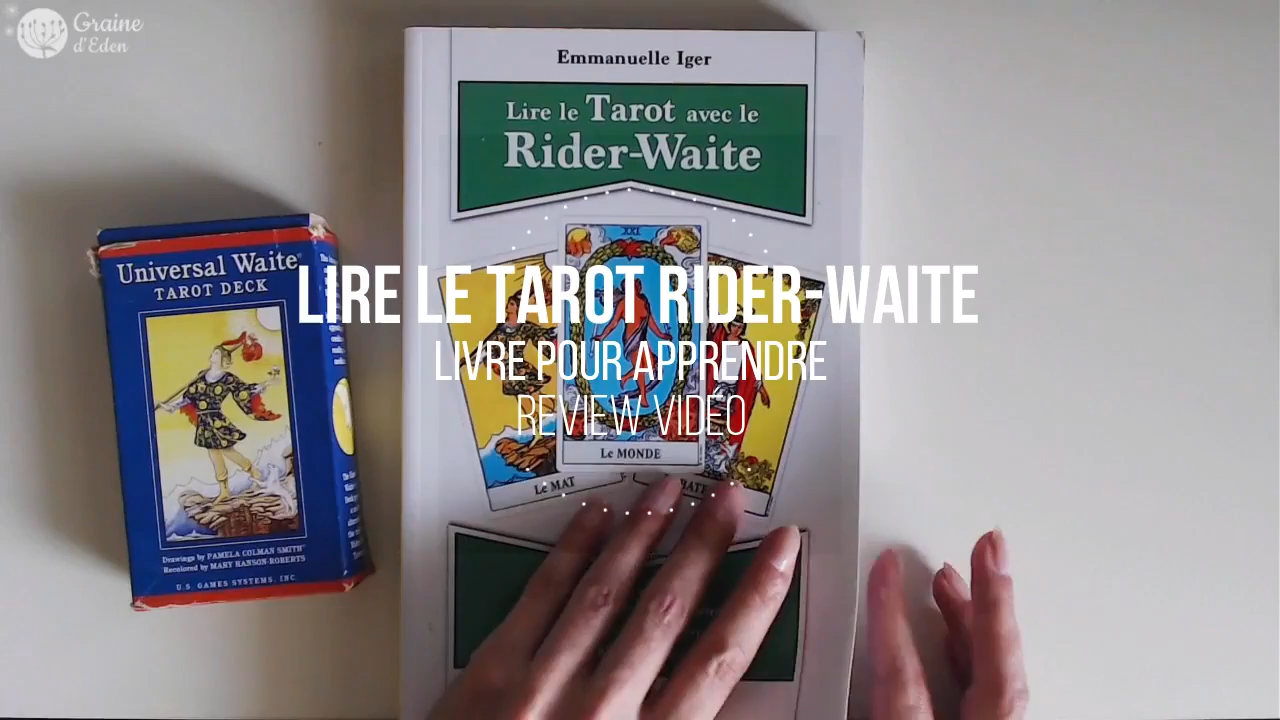 Graine
d'Eden
Emmanuelle Iger
Lire le Tarot avec le
Rider-Waite
Universal Waite
TAROT DECK
XXI
LIRE LE TAROT RIDER-WAITE
LIVRE POUR APPRENDRE
REVIEW VIDÉO
Le MONDE
Le MAT
Drawings by PAMELA COLMAN SMITH
Recolored by MARY HANSON-ROBERTS
U.S. GAMES SYSTEMS, INC.